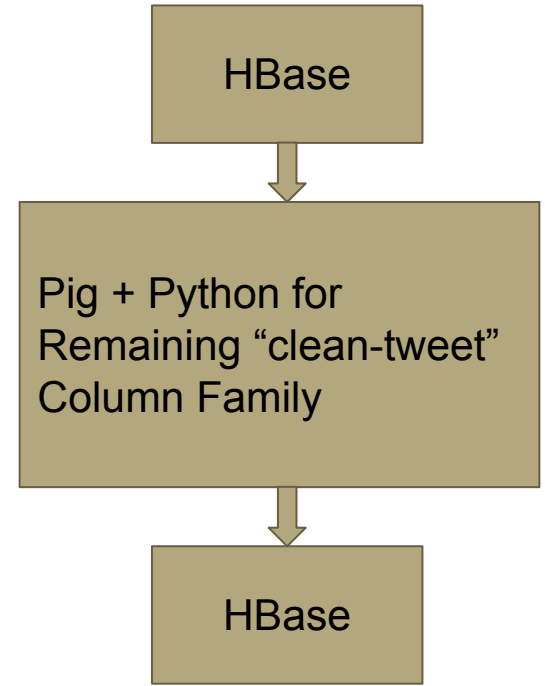 HBase
Pig + Python for
Remaining “clean-tweet”
Column Family
HBase